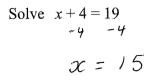 Solve x + 4 = 19
-4 -4
x = 15